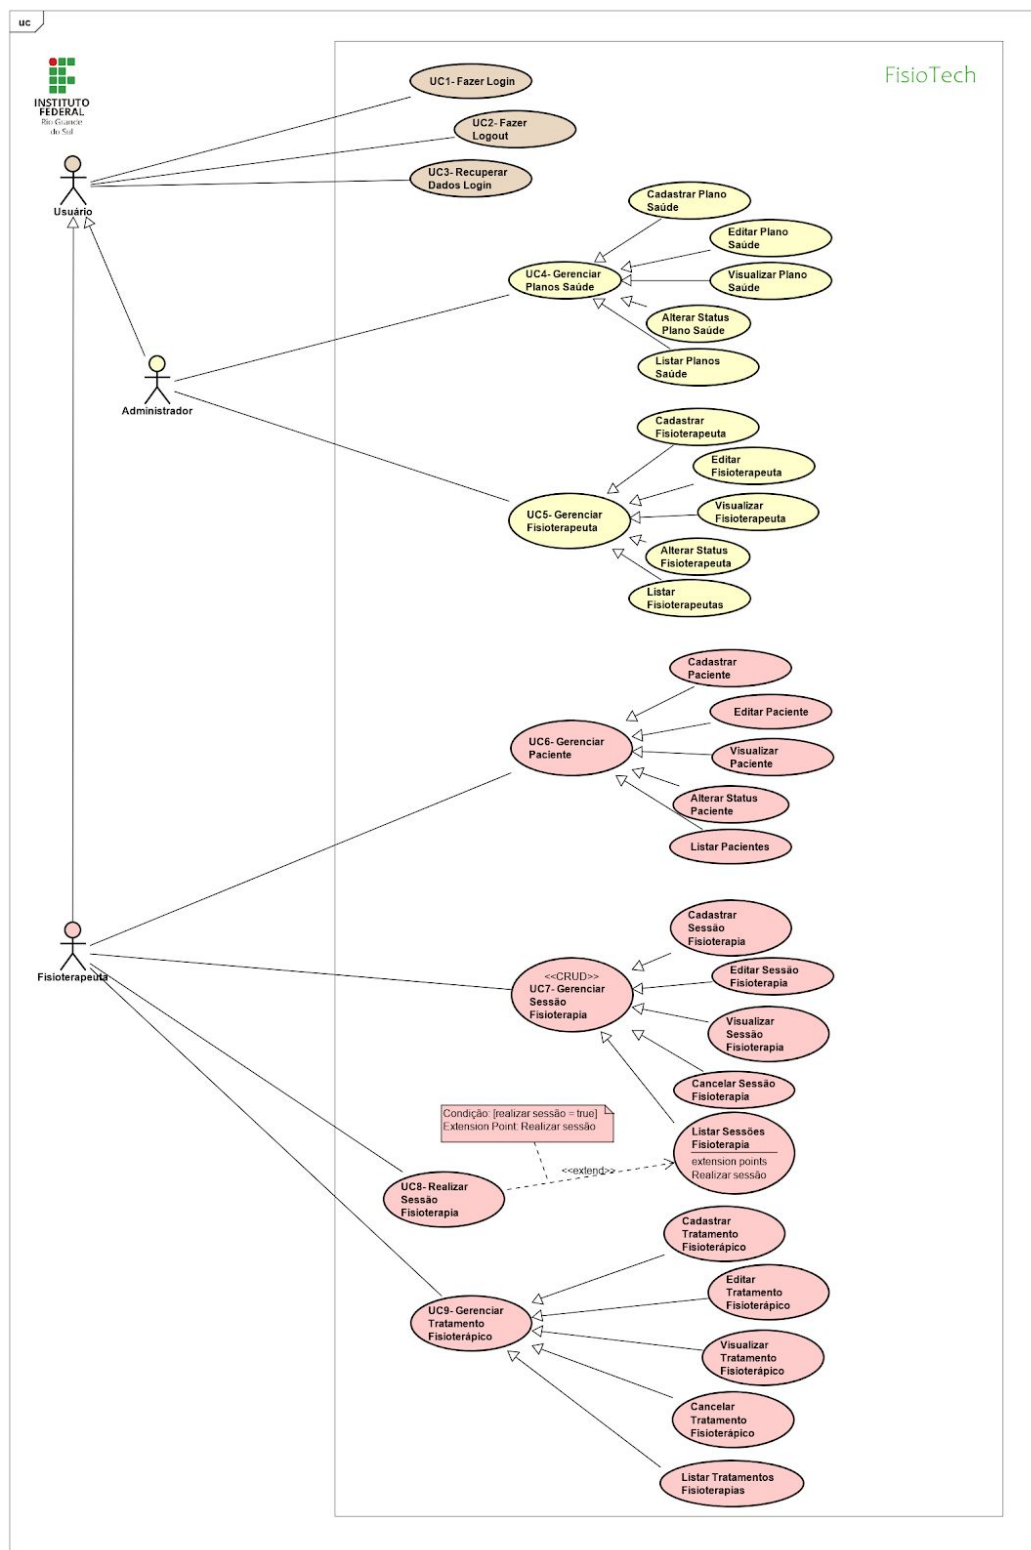 uc
INSTITUTO
FEDERAL
Rio Grande
do Sul
FisioTech
UC1- Fazer Login
UC2- Fazer
Logout
UC3- Recuperar
Dados Login
Usuário
Cadastrar Plano
Saúde
Editar Plano
Saúde
UC4- Gerenciar
Planos Saúde
Visualizar Plano
Saúde
Alterar Status
Plano Saúde
Listar Planos
Saúde
Administrador
Cadastrar
Fisioterapeuta
Editar
Fisioterapeuta
UC5- Gerenciar
Fisioterapeuta
Visualizar
Fisioterapeuta
Alterar Status
Fisioterapeuta
Listar
Fisioterapeutas
Cadastrar
Paciente
Editar Paciente
UC6- Gerenciar
Paciente
Visualizar
Paciente
Alterar Status
Paciente
Listar Pacientes
Fisioterapeuta
Cadastrar
Sessão
Fisioterapia
Editar Sessão
Fisioterapia
<<CRUD>>
UC7- Gerenciar
Sessão
Fisioterapia
Visualizar
Sessão
Fisioterapia
Cancelar Sessão
Fisioterapia
Condição: [realizar sessão = true]
Extension Point: Realizar sessão
Listar Sessões
Fisioterapia
extension points
Realizar sessão
<<extend>>
UC8- Realizar
Sessão
Fisioterapia
Cadastrar
Tratamento
Fisioterápico
Editar
Tratamento
Fisioterápico
UC9- Gerenciar
Tratamento
Fisioterápico
Visualizar
Tratamento
Fisioterápico
Cancelar
Tratamento
Fisioterápico
Listar Tratamentos
Fisioterapias